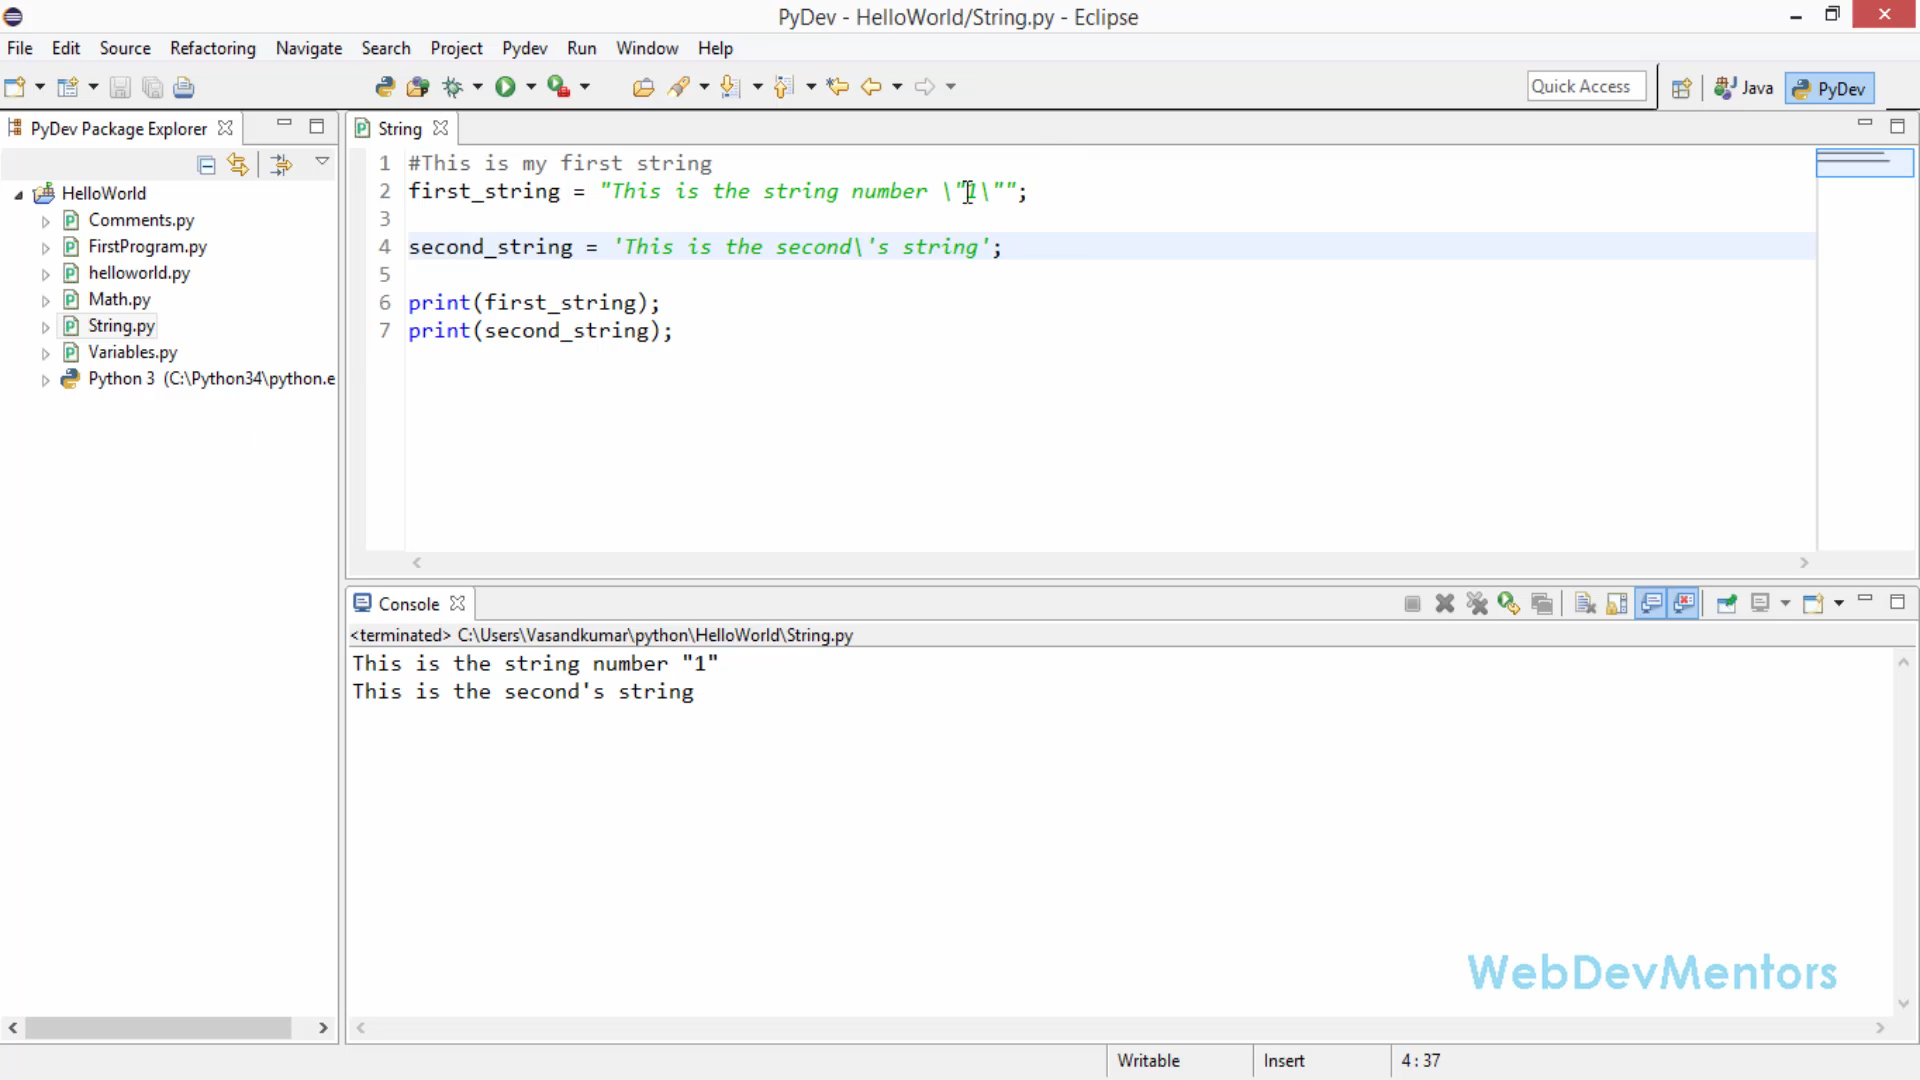 PyDev - HelloWorld/String.py - Eclipse
File Edit Source Refactoring Navigate Search Project Pydev Run Window Help
Quick Access Java PyDev
PyDev Package Explorer
HelloWorld
Comments.py
FirstProgram.py
helloworld.py
Math.py
String.py
Variables.py
Python 3 (C:\Python34\python.e
String
1 #This is my first string
2 first_string = "This is the string number \"1\"";
3
4 second_string = 'This is the second\'s string';
5
6 print(first_string);
7 print(second_string);
Console
<terminated> C:\Users\Vasandkumar\python\HelloWorld\String.py
This is the string number "1"
This is the second's string
WebDevMentors
Writable Insert 4 : 37